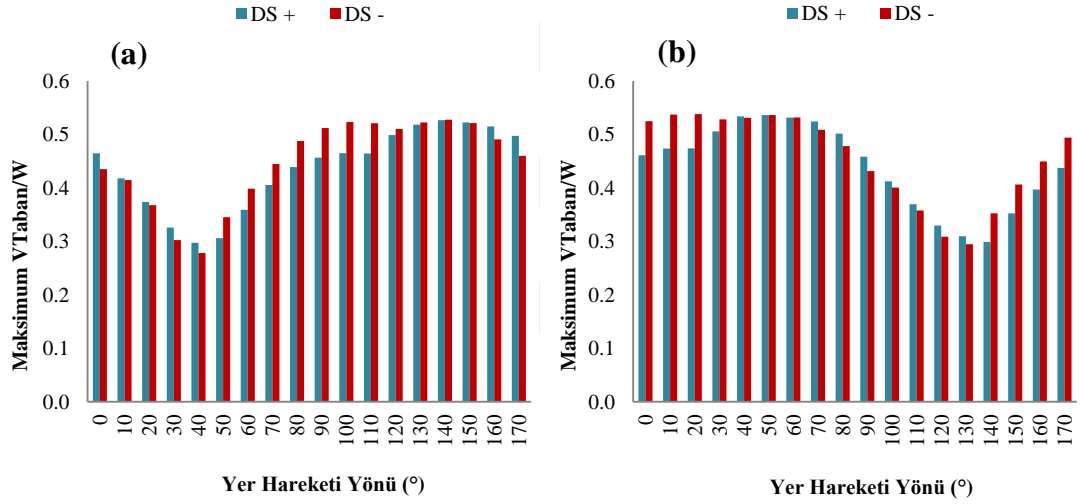 DS + DS -
(a)
Maksimum VTaban/W
0.6
0.5
0.4
0.3
0.2
0.1
0.0
0 10 20 30 40 50 60 70 80 90 100 110 120 130 140 150 160 170
Yer Hareketi Yönü (°)
DS + DS -
(b)
Maksimum VTaban/W
0.6
0.5
0.4
0.3
0.2
0.1
0.0
0 10 20 30 40 50 60 70 80 90 100 110 120 130 140 150 160 170
Yer Hareketi Yönü (°)